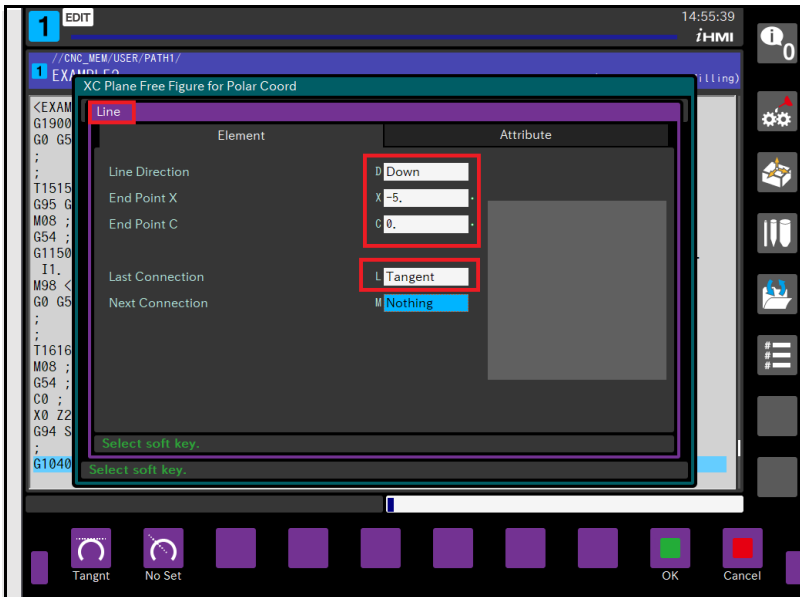 1 EDIT 14:55:39
iHMI
0
//CNC_MEM/USER/PATH1/
1
XC Plane Free Figure for Polar Coord
Line
Element Attribute
Line Direction D Down
End Point X X -5.
End Point C C 0.
Last Connection L Tangent
Next Connection M Nothing
Select soft key.
Select soft key.
<EXAM
G1900
G0 G5
;
;
T1515
G95 G
M08 ;
G54 ;
G1150
I1.
M98 <
G0 G5
;
;
T1616
M08 ;
G54 ;
C0 ;
X0 Z2
G94 S
;
G1040
Tangnt No Set OK Cancel